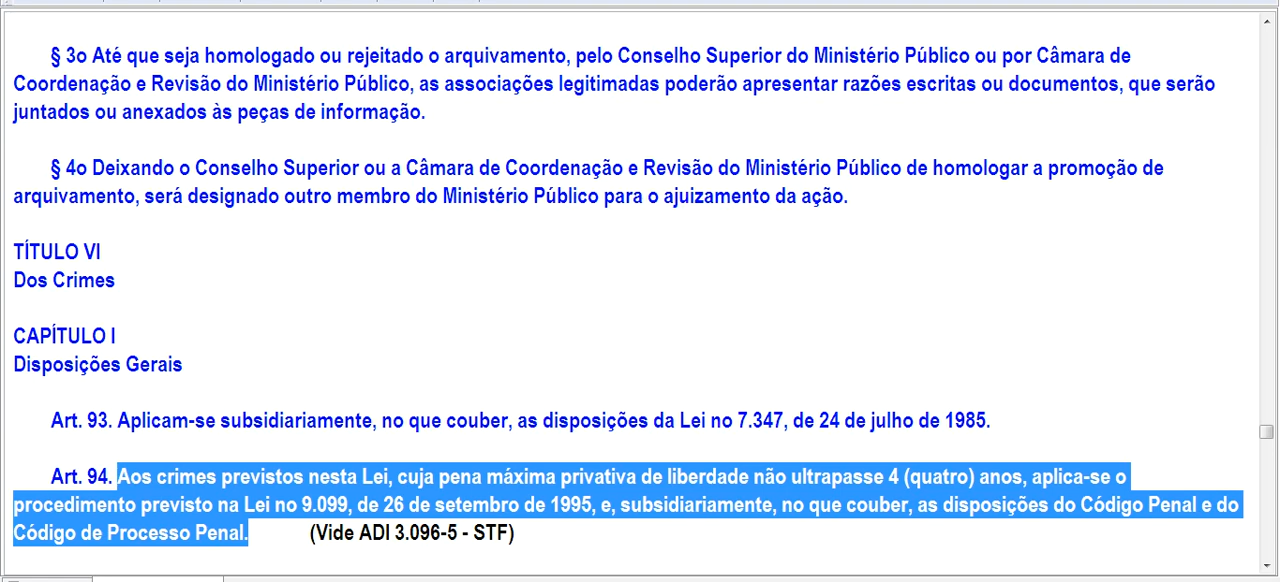 § 3o Até que seja homologado ou rejeitado o arquivamento, pelo Conselho Superior do Ministério Público ou por Câmara de
Coordenação e Revisão do Ministério Público, as associações legitimadas poderão apresentar razões escritas ou documentos, que serão
juntados ou anexados às peças de informação.
§ 4o Deixando o Conselho Superior ou a Câmara de Coordenação e Revisão do Ministério Público de homologar a promoção de
arquivamento, será designado outro membro do Ministério Público para o ajuizamento da ação.
TÍTULO VI
Dos Crimes
CAPÍTULO I
Disposições Gerais
Art. 93. Aplicam-se subsidiariamente, no que couber, as disposições da Lei no 7.347, de 24 de julho de 1985.
Art. 94. Aos crimes previstos nesta Lei, cuja pena máxima privativa de liberdade não ultrapasse 4 (quatro) anos, aplica-se o
procedimento previsto na Lei no 9.099, de 26 de setembro de 1995, e, subsidiariamente, no que couber, as disposições do Código Penal e do
Código de Processo Penal. (Vide ADI 3.096-5 - STF)